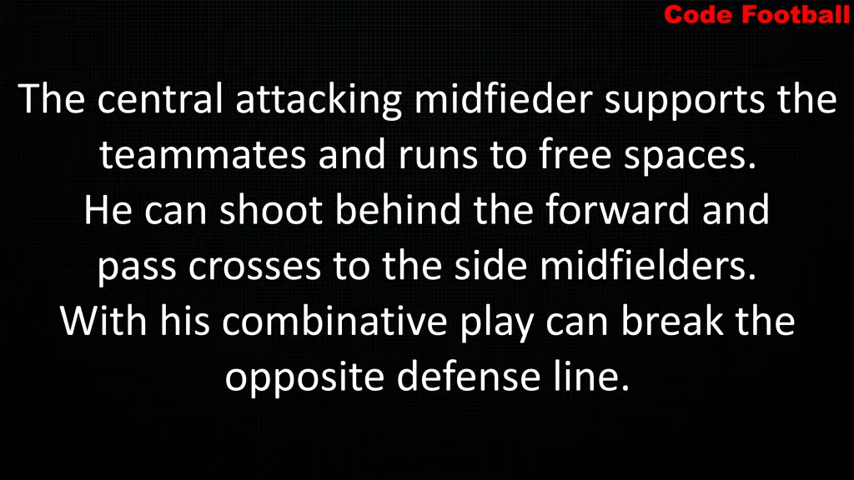 Code Football
The central attacking midfieder supports the
teammates and runs to free spaces.
He can shoot behind the forward and
pass crosses to the side midfielders.
With his combinative play can break the
opposite defense line.